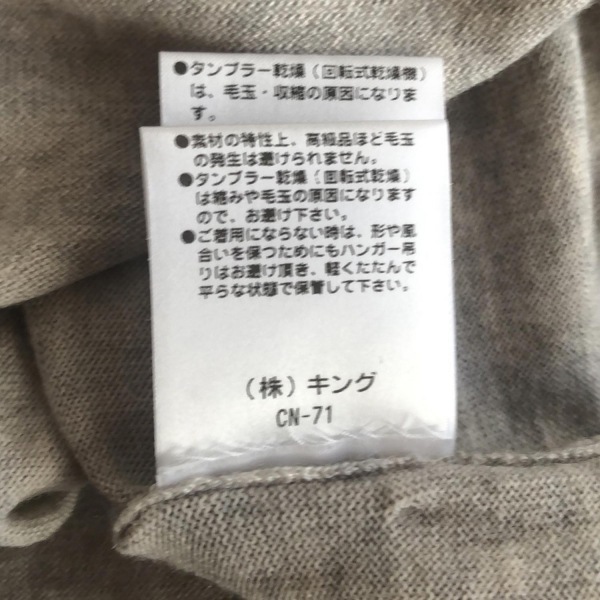 ●タンブラー乾燥（回転式乾燥機）
は、毛玉・収縮の原因になりま
す。
●素材の特性上、高級品ほど毛玉
の発生は避けられません。
●タンブラー乾燥（回転式乾燥）
は縮みや毛玉の原因になります
ので、お避け下さい。
●ご着用にならない時は、形や風
合いを保つためにもハンガー吊
りはお避け頂き、軽くたたんで
平らな状態で保管して下さい。
（株）キング
CN-71